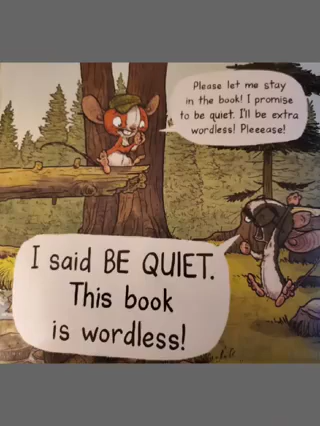 Please let me stay
in the book! I promise
to be quiet. I'll be extra
wordless! Pleeease!
I said BE QUIET.
This book
is wordless!